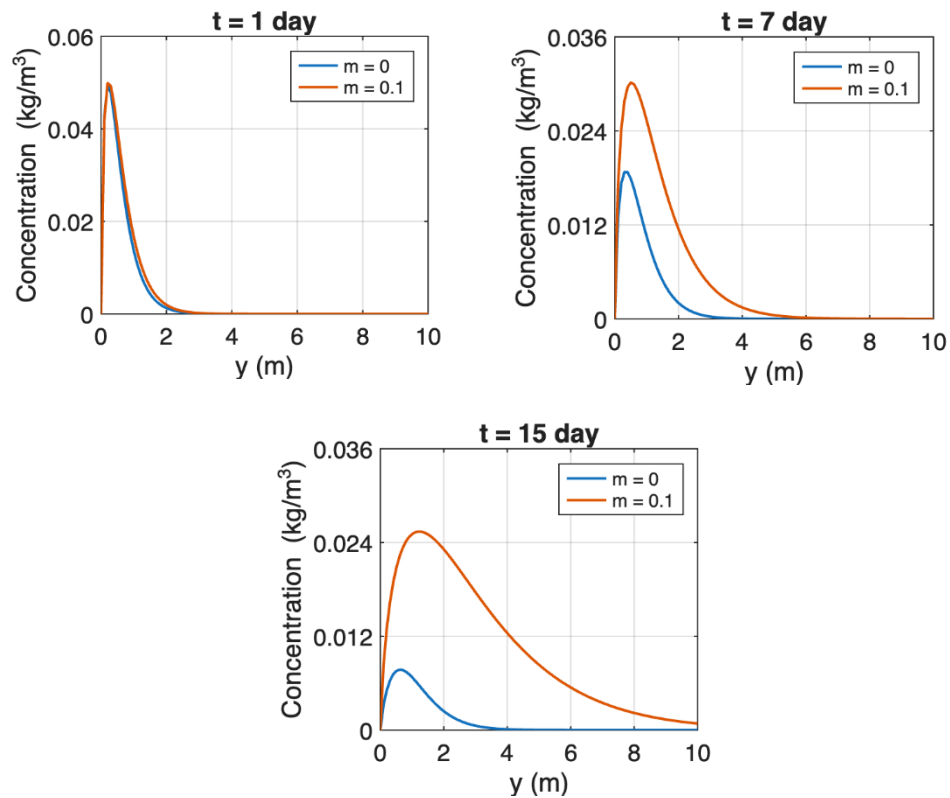 t = 1 day
Concentration (kg/m³)
0.06
0.04
0.02
0
m = 0
m = 0.1
0 2 4 6 8 10
y (m)
t = 7 day
Concentration (kg/m³)
0.036
0.024
0.012
0
m = 0
m = 0.1
0 2 4 6 8 10
y (m)
t = 15 day
Concentration (kg/m³)
0.036
0.024
0.012
0
m = 0
m = 0.1
0 2 4 6 8 10
y (m)